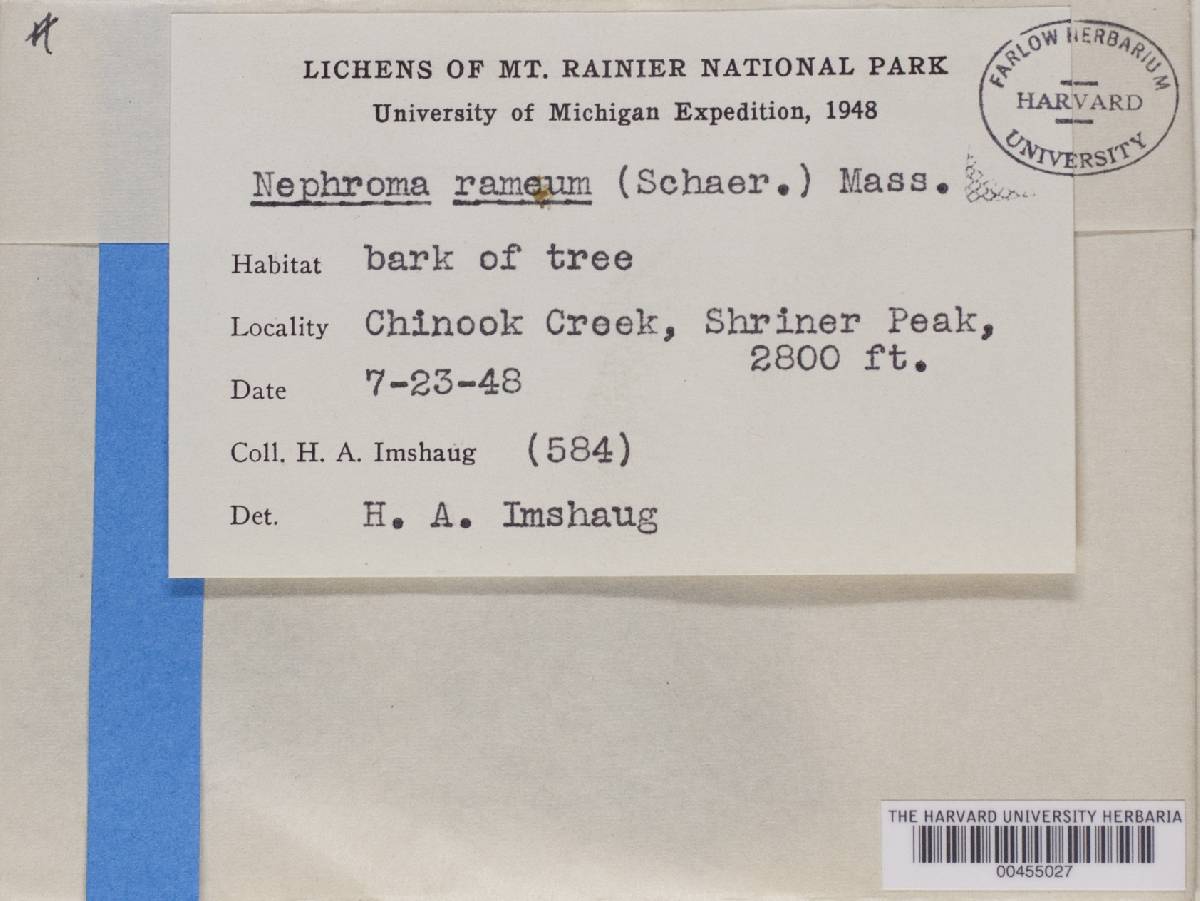 LICHENS OF MT. RAINIER NATIONAL PARK
University of Michigan Expedition, 1948
FARLOW HERBARIUM
HARVARD
UNIVERSITY
Nephroma rameum (Schaer.) Mass.
Habitat bark of tree
Locality Chinook Creek, Shriner Peak,
2800 ft.
Date 7-23-48
Coll. H. A. Imshaug (584)
Det. H. A. Imshaug
THE HARVARD UNIVERSITY HERBARIA
00455027